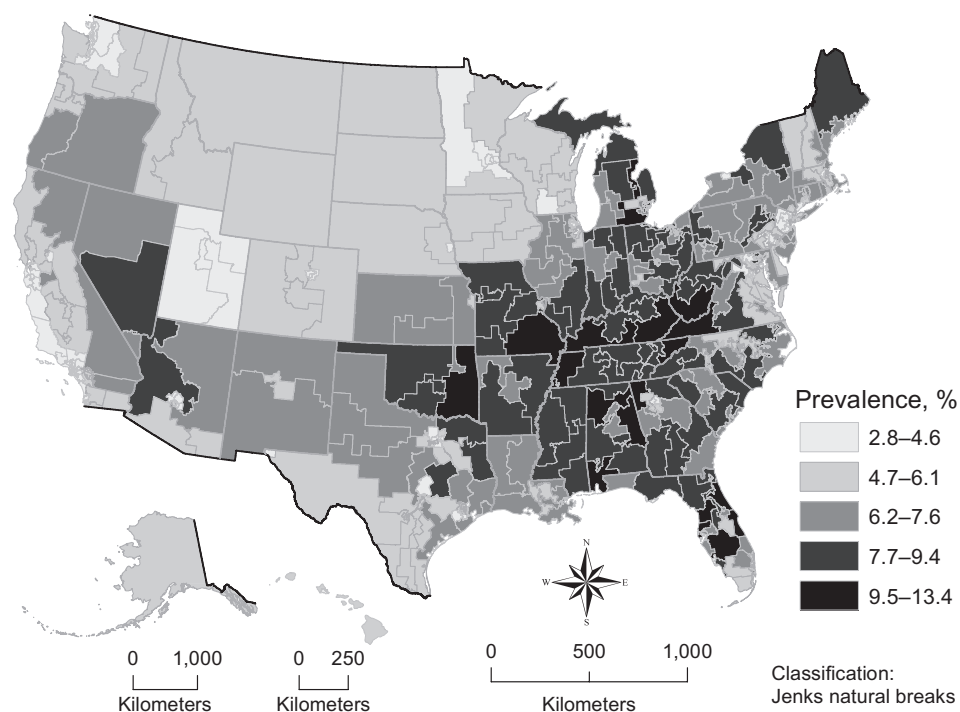 Prevalence, %
2.8–4.6
4.7–6.1
6.2–7.6
7.7–9.4
9.5–13.4
N
W E
S
0 1,000
Kilometers
0 250
Kilometers
0 500 1,000
Kilometers
Classification:
Jenks natural breaks